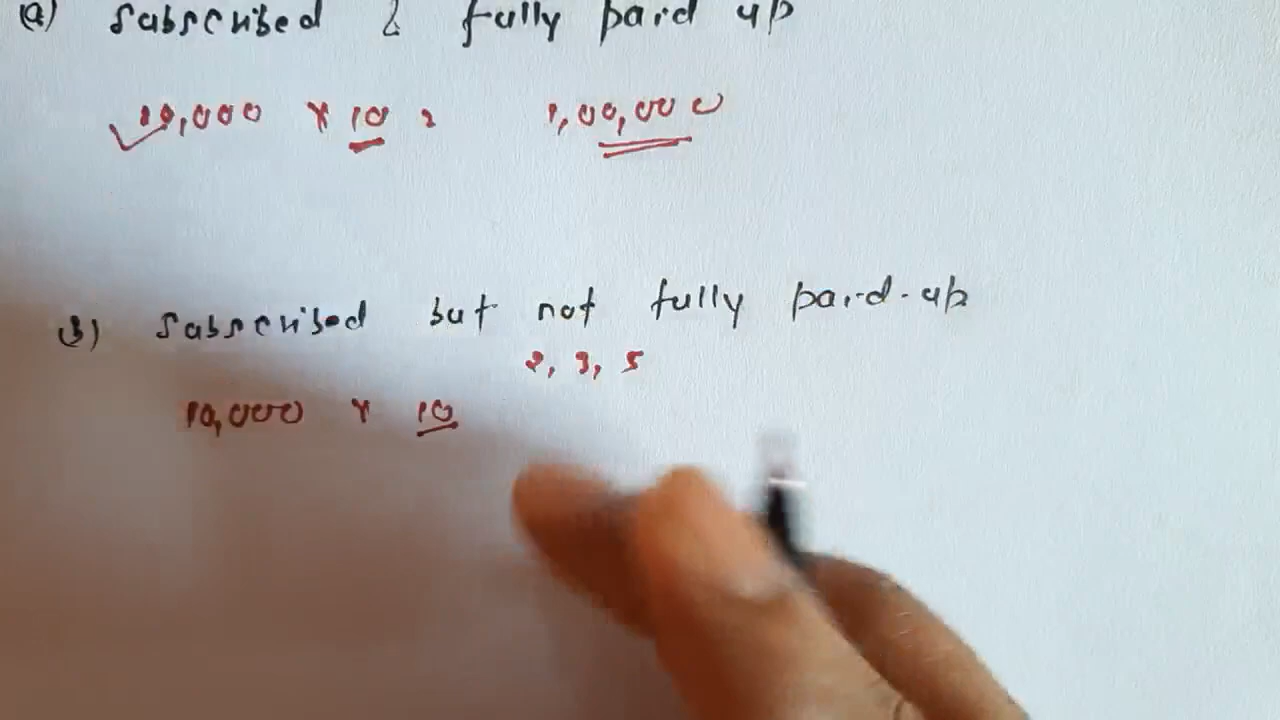 (a) Subscribed & fully paid up
10,000 x 10 = 1,00,000
(b) Subscribed but not fully paid-up
2, 3, 5
10,000 x 10